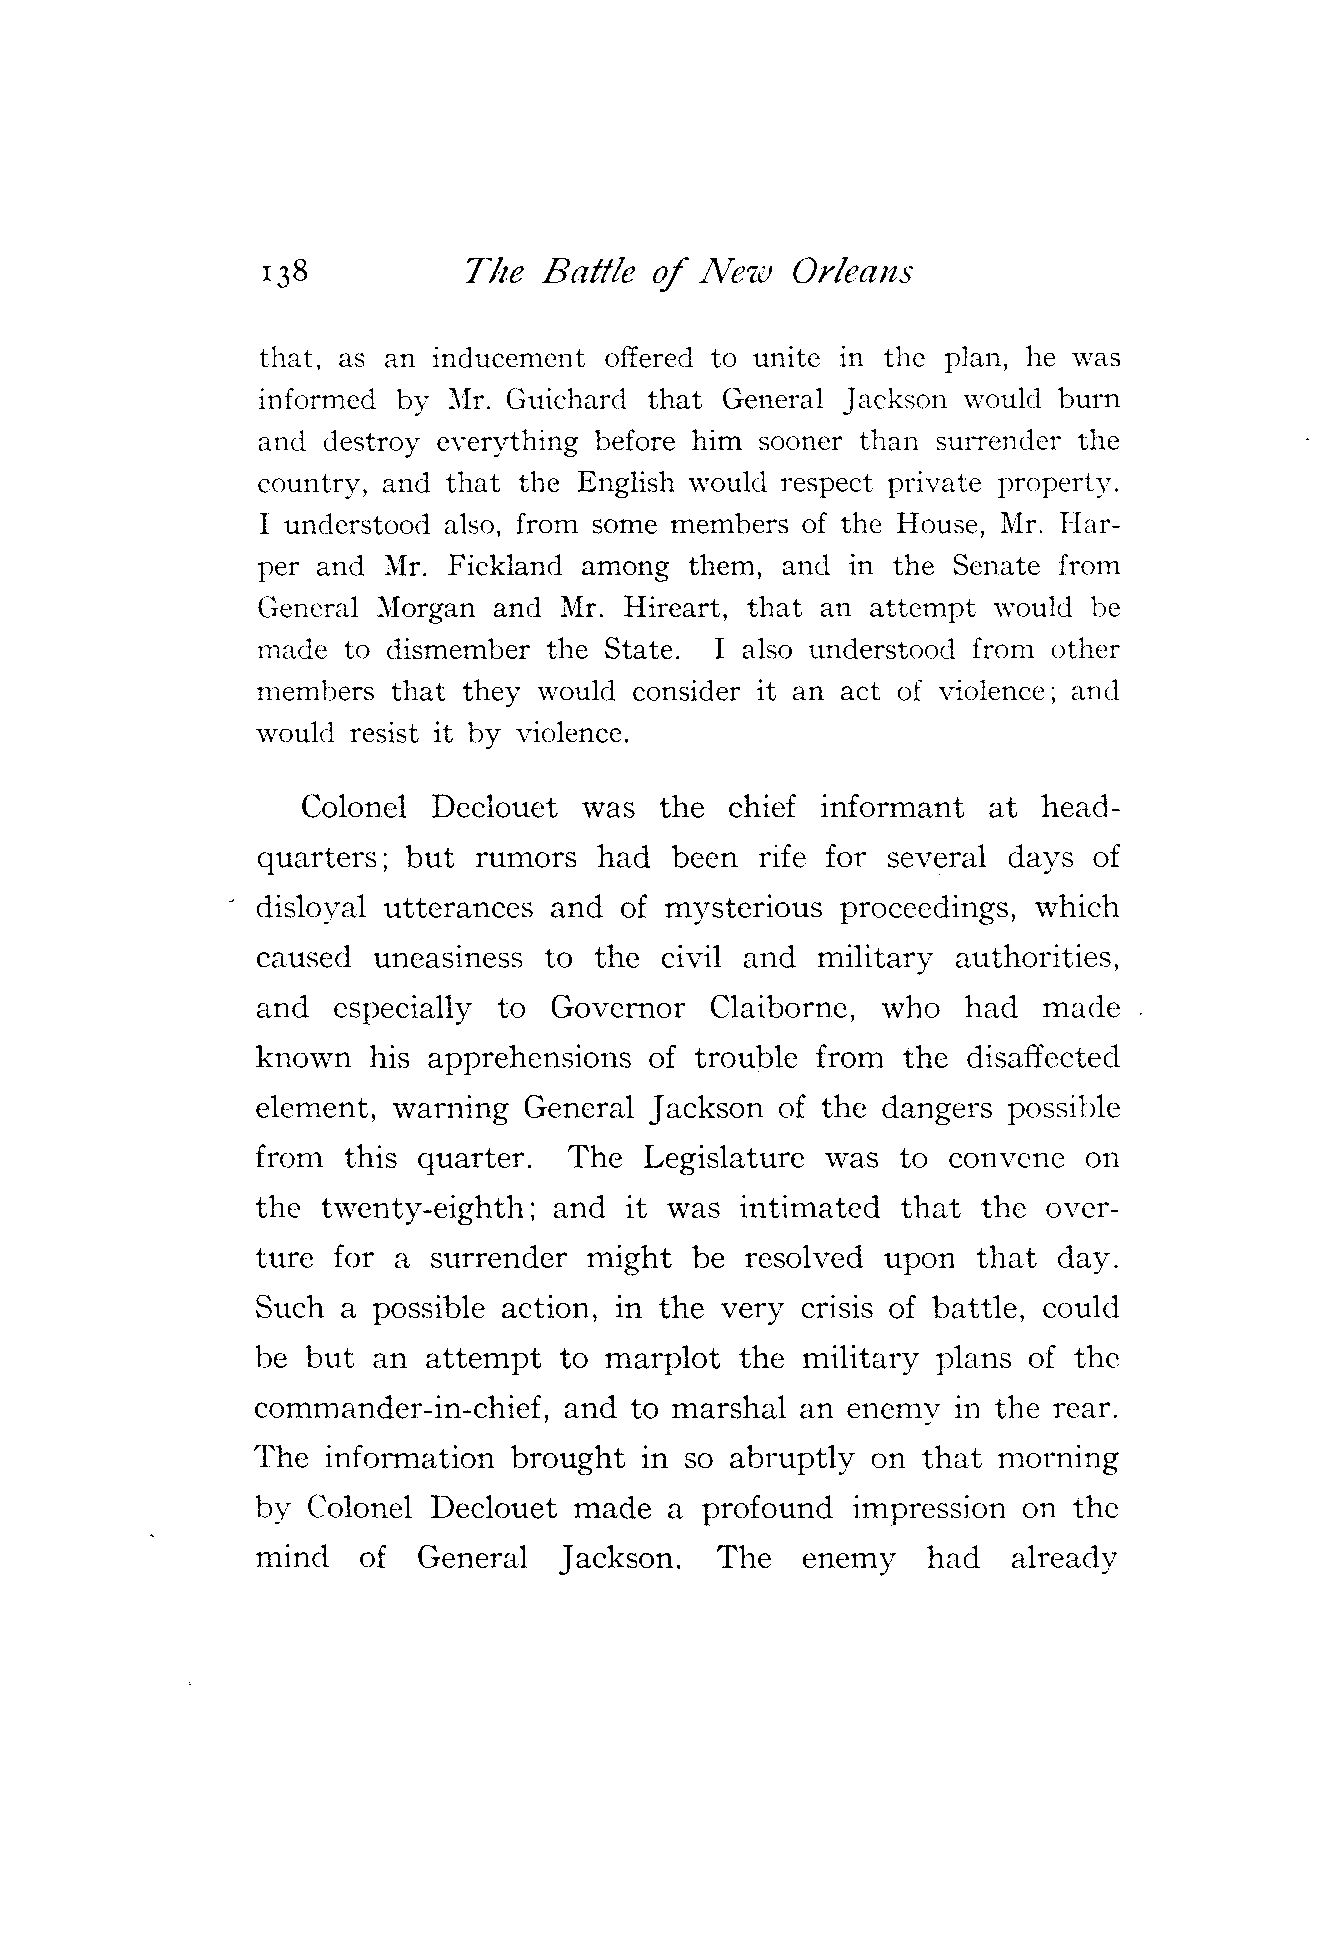 138 The Battle of New Orleans
that, as an inducement offered to unite in the plan, he was
informed by Mr. Guichard that General Jackson would burn
and destroy everything before him sooner than surrender the
country, and that the English would respect private property.
I understood also, from some members of the House, Mr. Har-
per and Mr. Fickland among them, and in the Senate from
General Morgan and Mr. Hireart, that an attempt would be
made to dismember the State. I also understood from other
members that they would consider it an act of violence; and
would resist it by violence.
Colonel Declouet was the chief informant at head-
quarters; but rumors had been rife for several days of
disloyal utterances and of mysterious proceedings, which
caused uneasiness to the civil and military authorities,
and especially to Governor Claiborne, who had made
known his apprehensions of trouble from the disaffected
element, warning General Jackson of the dangers possible
from this quarter. The Legislature was to convene on
the twenty-eighth; and it was intimated that the over-
ture for a surrender might be resolved upon that day.
Such a possible action, in the very crisis of battle, could
be but an attempt to marplot the military plans of the
commander-in-chief, and to marshal an enemy in the rear.
The information brought in so abruptly on that morning
by Colonel Declouet made a profound impression on the
mind of General Jackson. The enemy had already